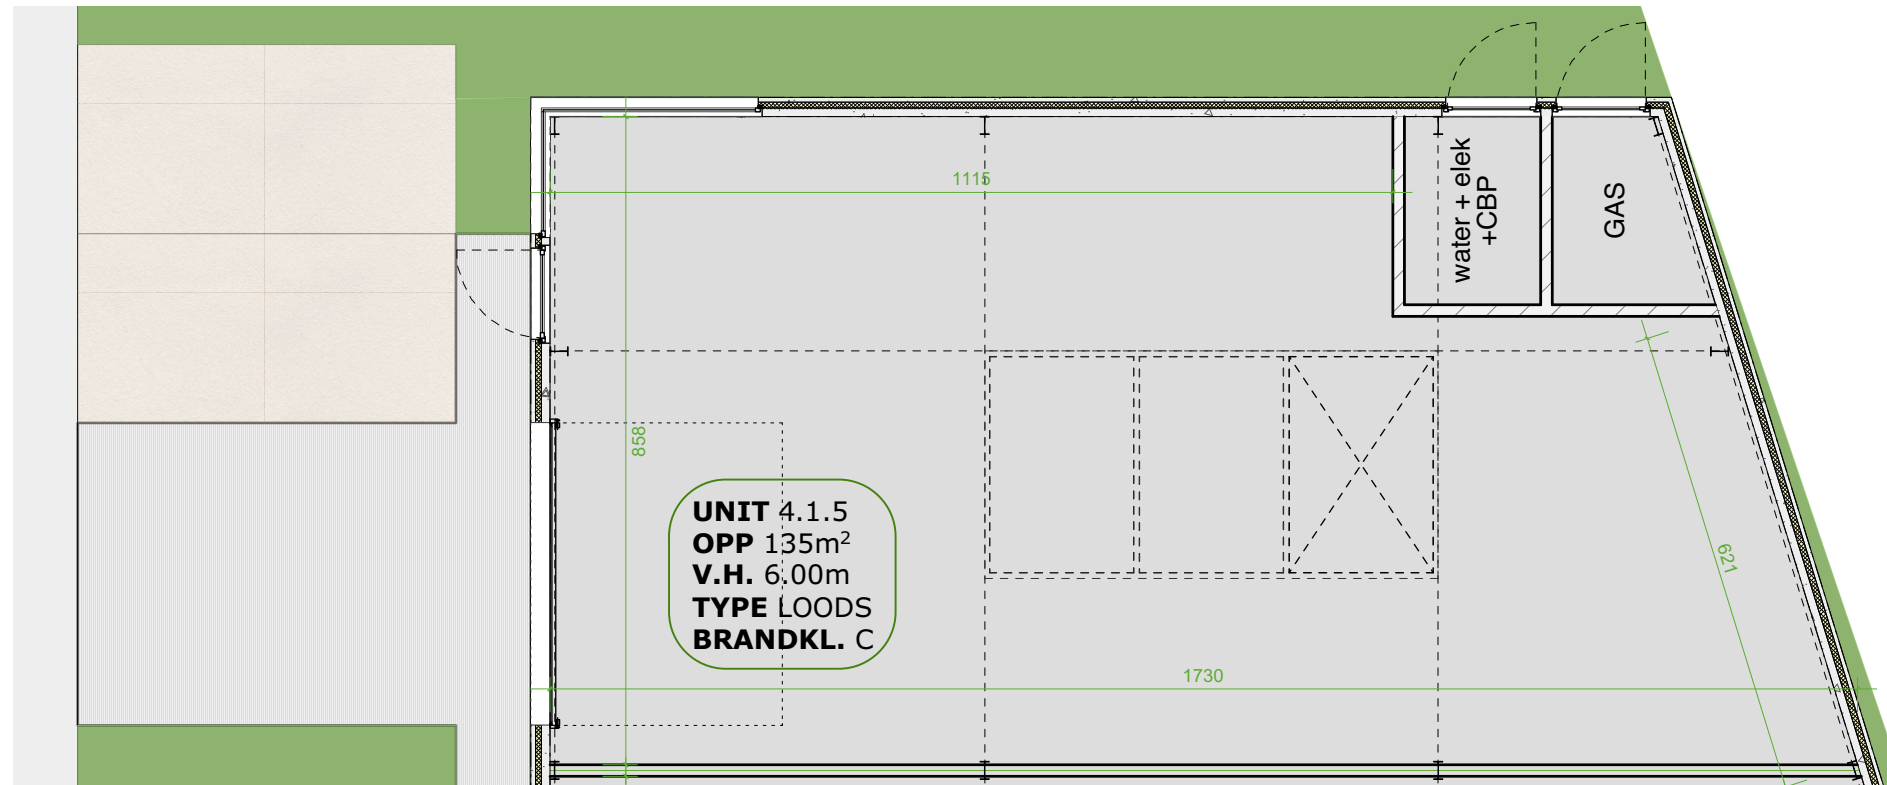 1115
water + elek
+CBP
GAS
858
UNIT 4.1.5
OPP 135m²
V.H. 6.00m
TYPE LOODS
BRANDKL. C
621
1730